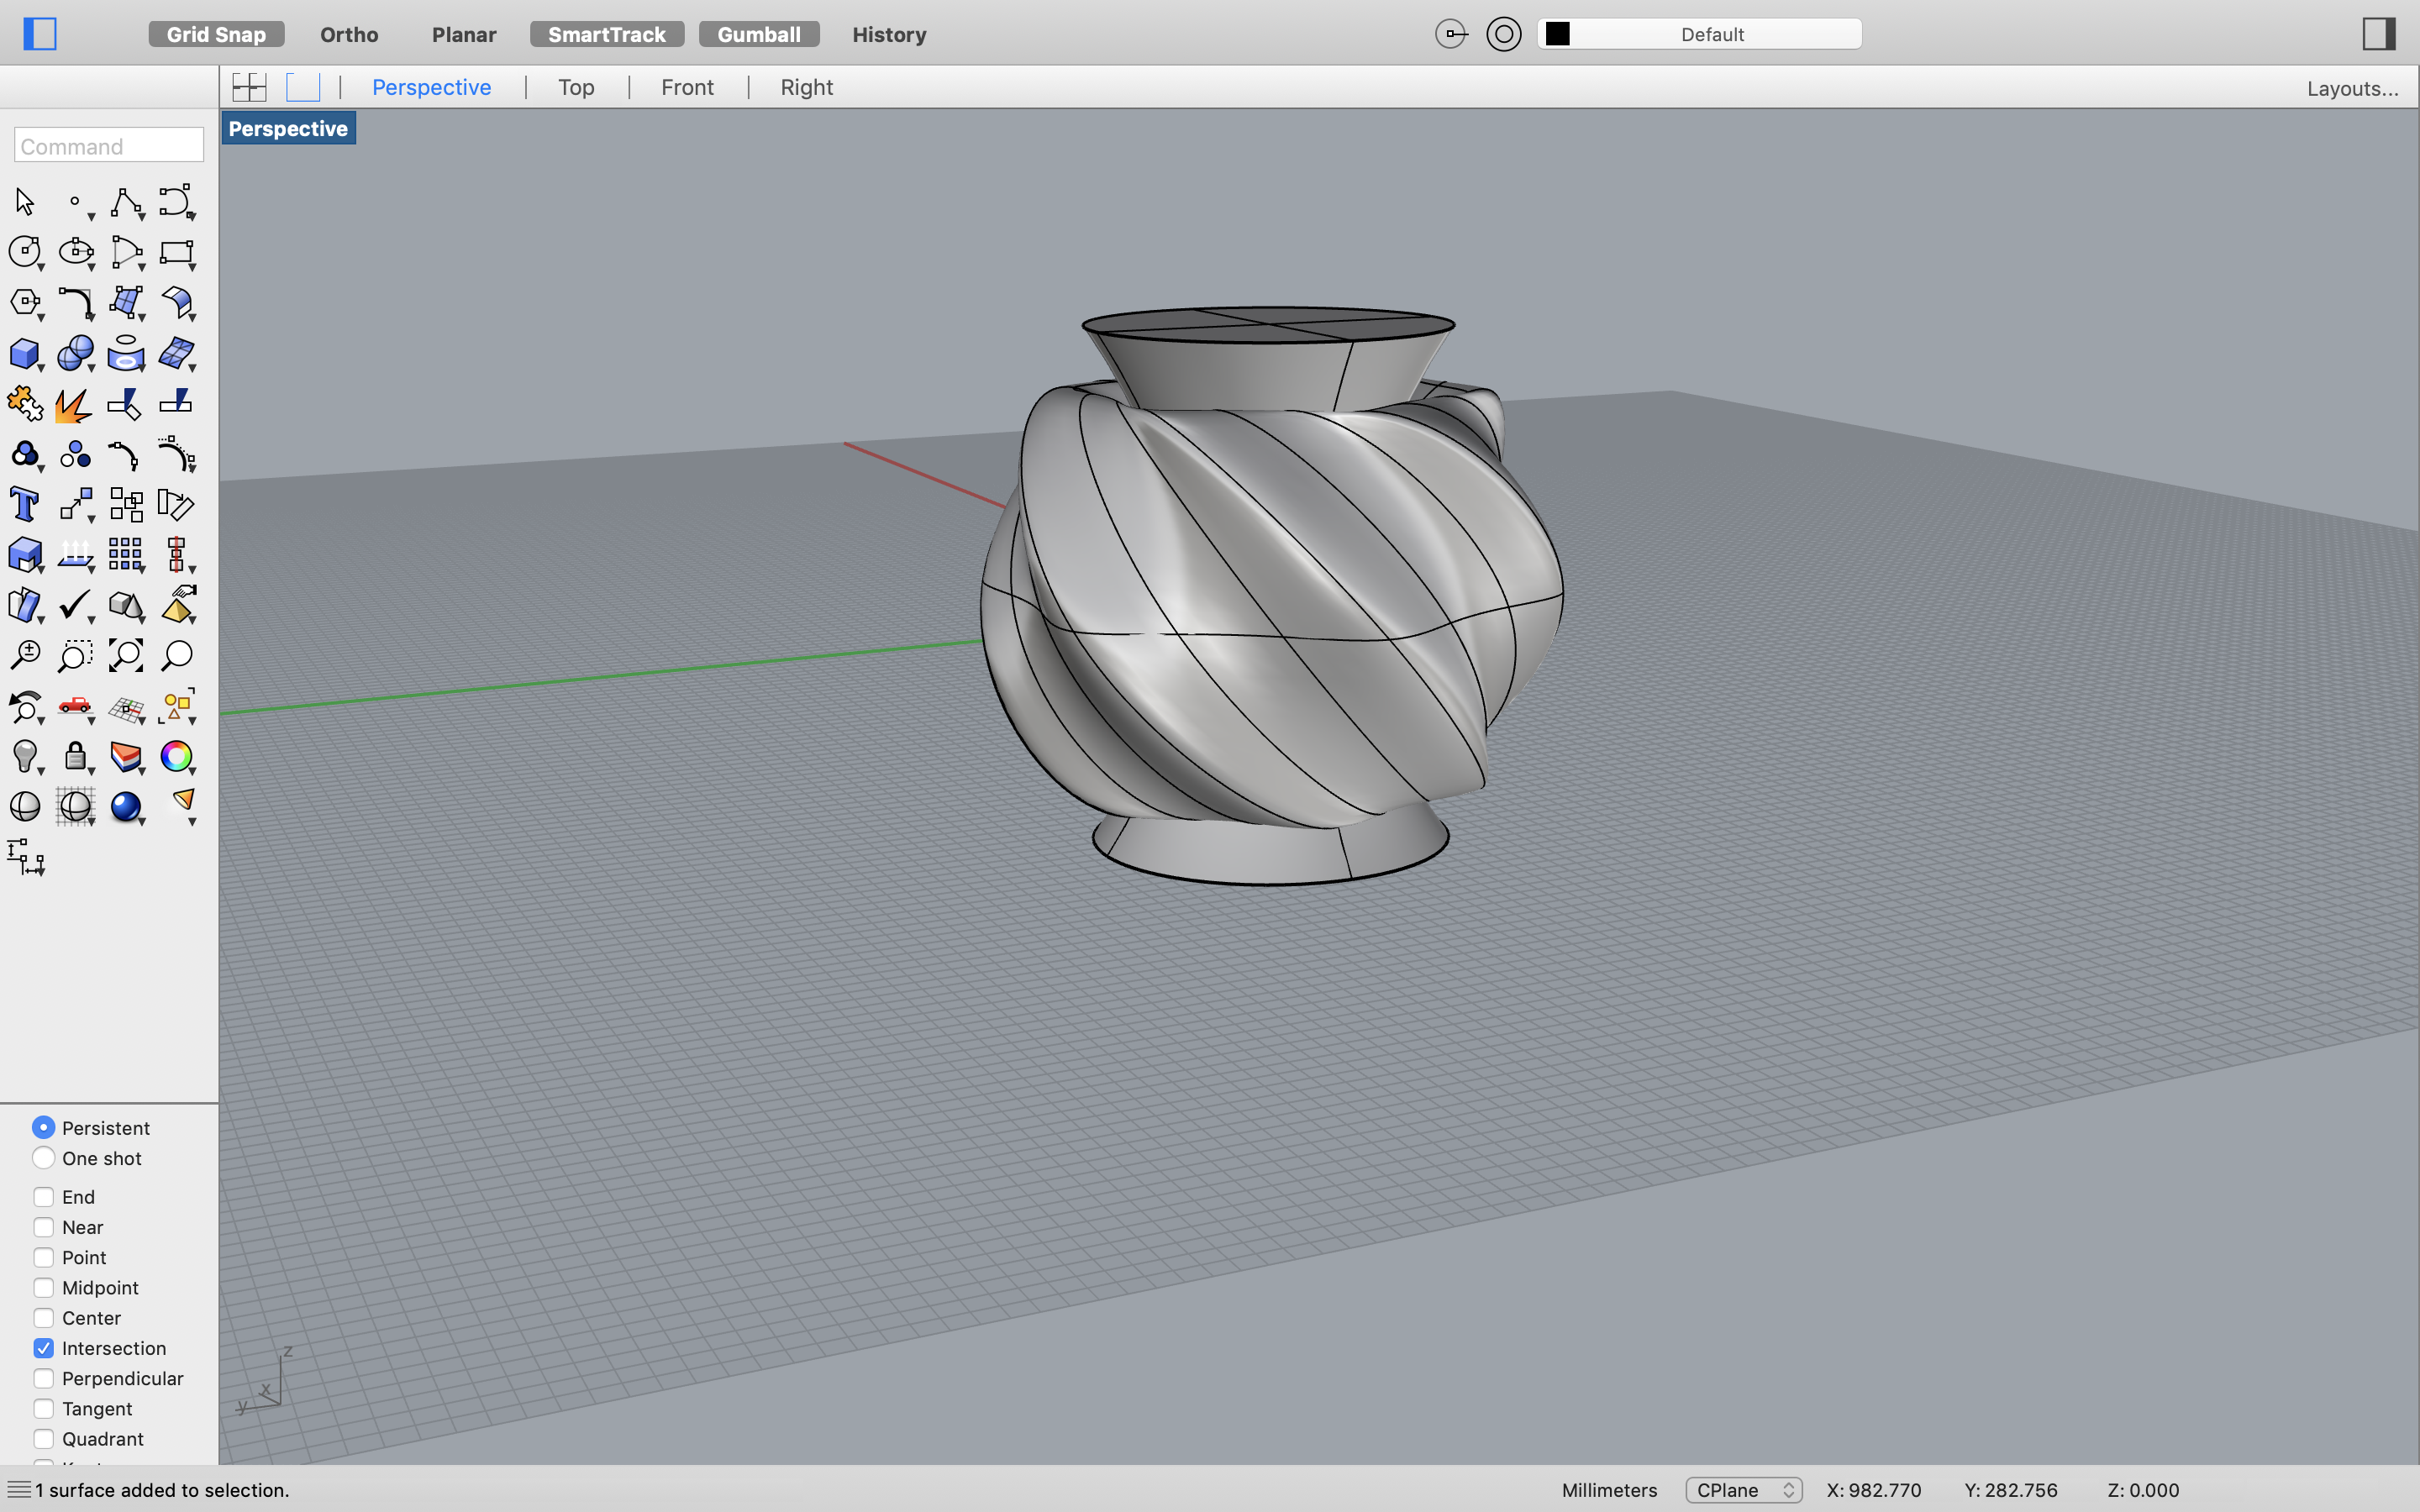 Grid Snap Ortho Planar SmartTrack Gumball History Default
Perspective Top Front Right Layouts...
Perspective
Command
Persistent
One shot
End
Near
Point
Midpoint
Center
Intersection
Perpendicular
Tangent
Quadrant
z
x
y
1 surface added to selection. Millimeters CPlane X: 982.770 Y: 282.756 Z: 0.000